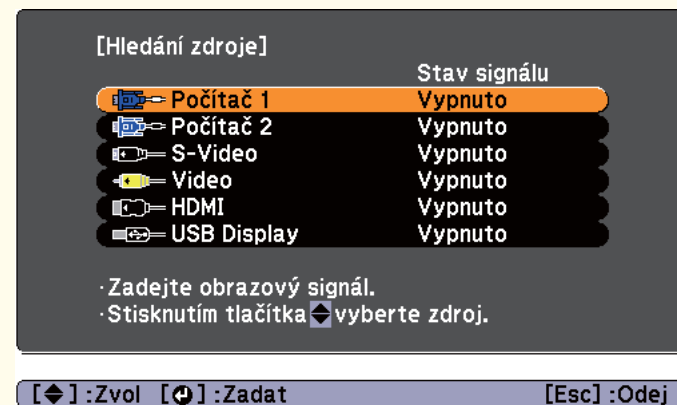 [Hledání zdroje]
Stav signálu
Počítač 1 Vypnuto
Počítač 2 Vypnuto
S-Video Vypnuto
Video Vypnuto
HDMI Vypnuto
USB Display Vypnuto
·Zadejte obrazový signál.
·Stisknutím tlačítka vyberte zdroj.
[ ] :Zvol [ ] :Zadat [Esc] :Odej